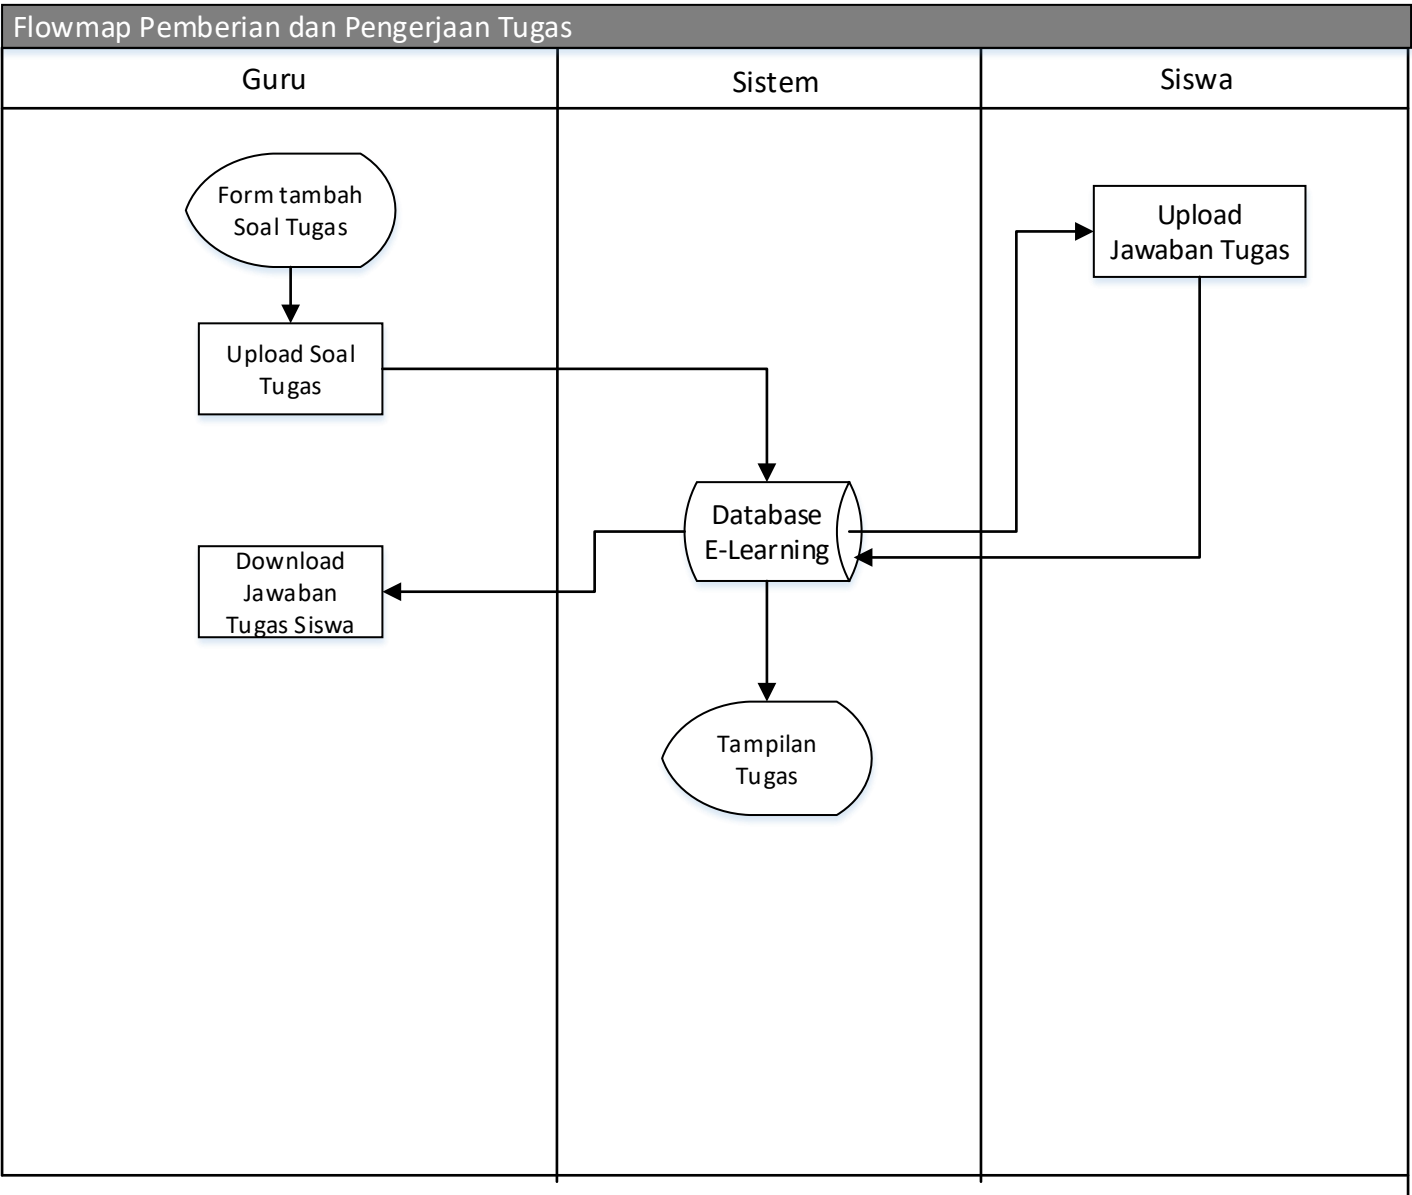 Flowmap Pemberian dan Pengerjaan Tugas
Guru
Sistem
Siswa
Form tambah
Soal Tugas
Upload
Jawaban Tugas
Upload Soal
Tugas
Database
E-Learning
Download
Jawaban
Tugas Siswa
Tampilan
Tugas